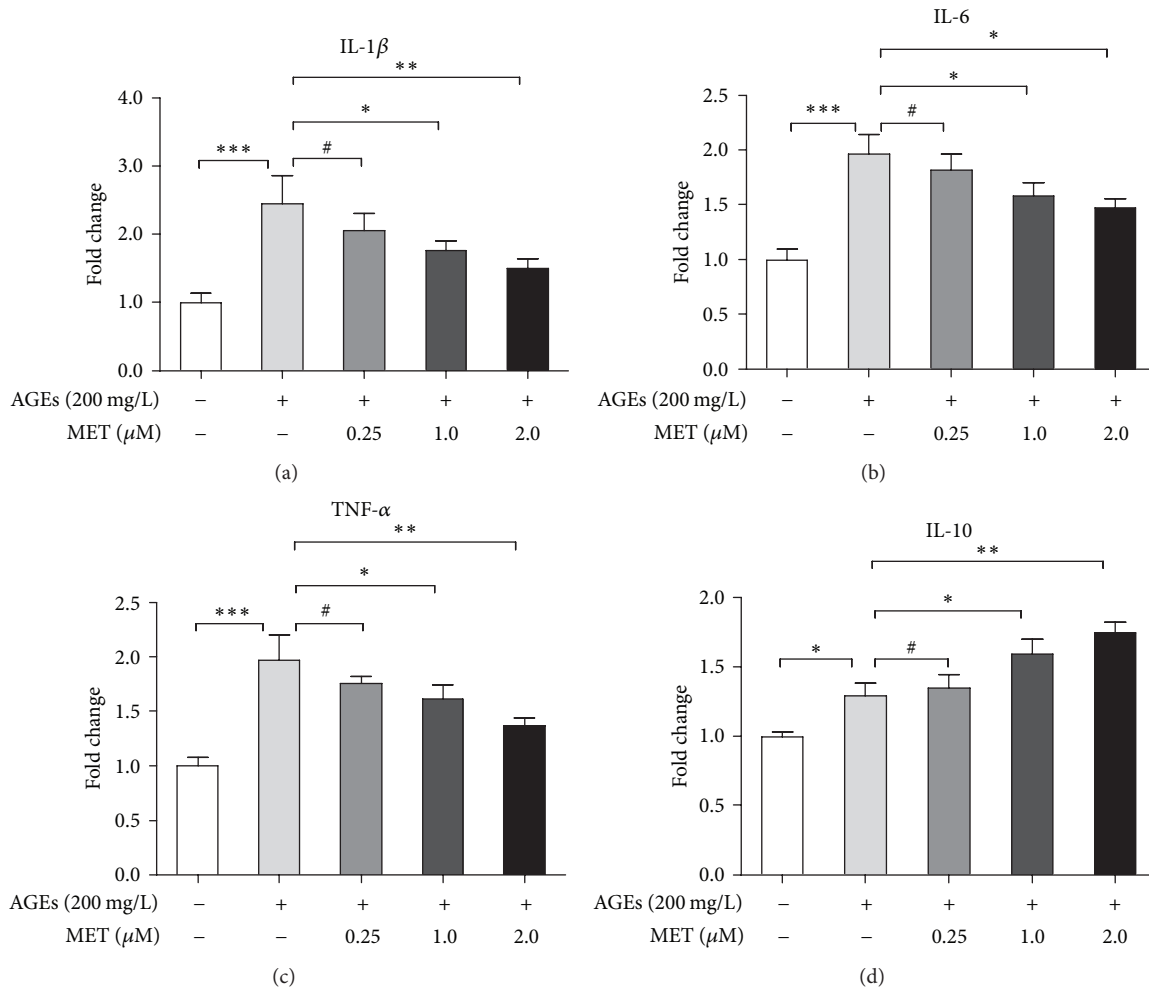 IL-1β
**
*
*** #
4.0
3.0
2.0
1.0
0.0
Fold change
AGEs (200 mg/L) – + + + +
MET (μM) – – 0.25 1.0 2.0
(a)
IL-6
*
*
*** #
2.5
2.0
1.5
1.0
0.5
0.0
Fold change
AGEs (200 mg/L) – + + + +
MET (μM) – – 0.25 1.0 2.0
(b)
TNF-α
**
*
*** #
2.5
2.0
1.5
1.0
0.5
0.0
Fold change
AGEs (200 mg/L) – + + + +
MET (μM) – – 0.25 1.0 2.0
(c)
IL-10
**
*
* #
2.0
1.5
1.0
0.5
0.0
Fold change
AGEs (200 mg/L) – + + + +
MET (μM) – – 0.25 1.0 2.0
(d)